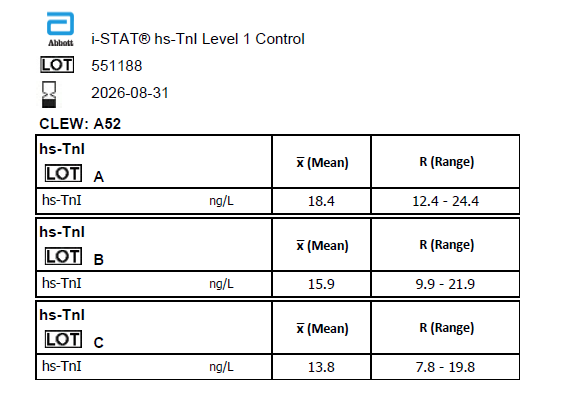 Abbott
i-STAT® hs-TnI Level 1 Control
LOT 551188
2026-08-31
CLEW: A52
hs-TnI
LOT A
x̅ (Mean) R (Range)
hs-TnI ng/L 18.4 12.4 - 24.4
hs-TnI
LOT B
x̅ (Mean) R (Range)
hs-TnI ng/L 15.9 9.9 - 21.9
hs-TnI
LOT C
x̅ (Mean) R (Range)
hs-TnI ng/L 13.8 7.8 - 19.8